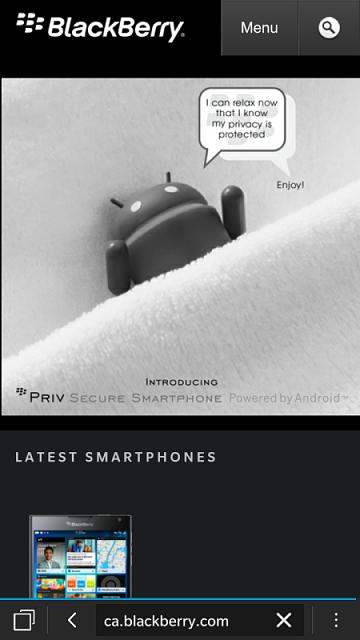 BlackBerry
Menu
I can relax now
that I know
my privacy is
protected
Enjoy!
INTRODUCING
PRIV SECURE SMARTPHONE Powered by Android™
LATEST SMARTPHONES
ca.blackberry.com